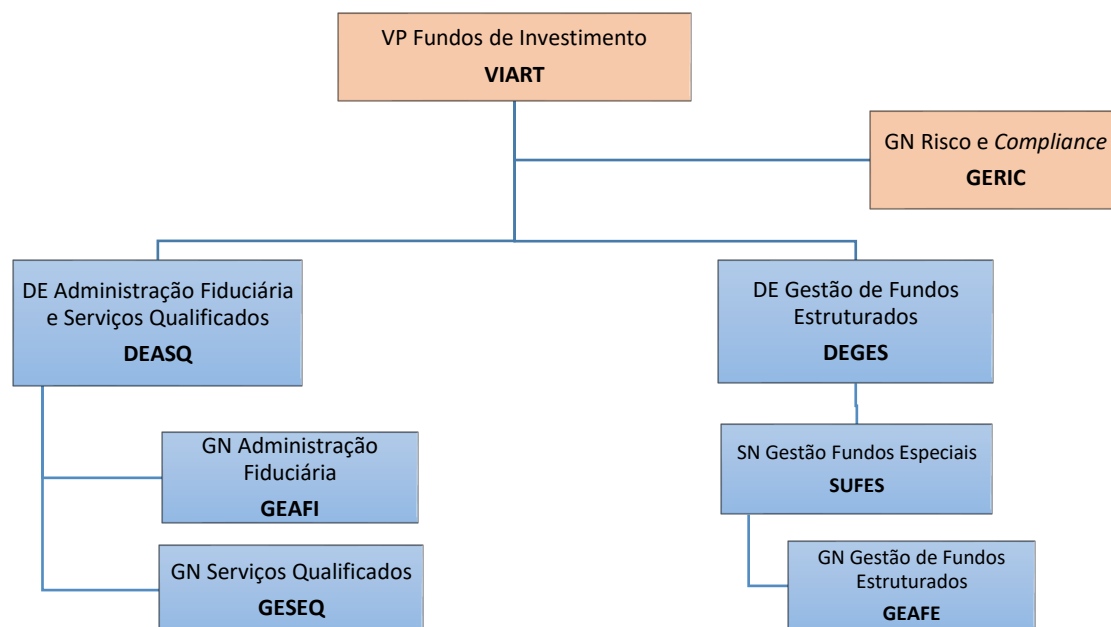 VP Fundos de Investimento
VIART
GN Risco e Compliance
GERIC
DE Administração Fiduciária
e Serviços Qualificados
DEASQ
DE Gestão de Fundos
Estruturados
DEGES
GN Administração
Fiduciária
GEAFI
SN Gestão Fundos Especiais
SUFES
GN Serviços Qualificados
GESEQ
GN Gestão de Fundos
Estruturados
GEAFE